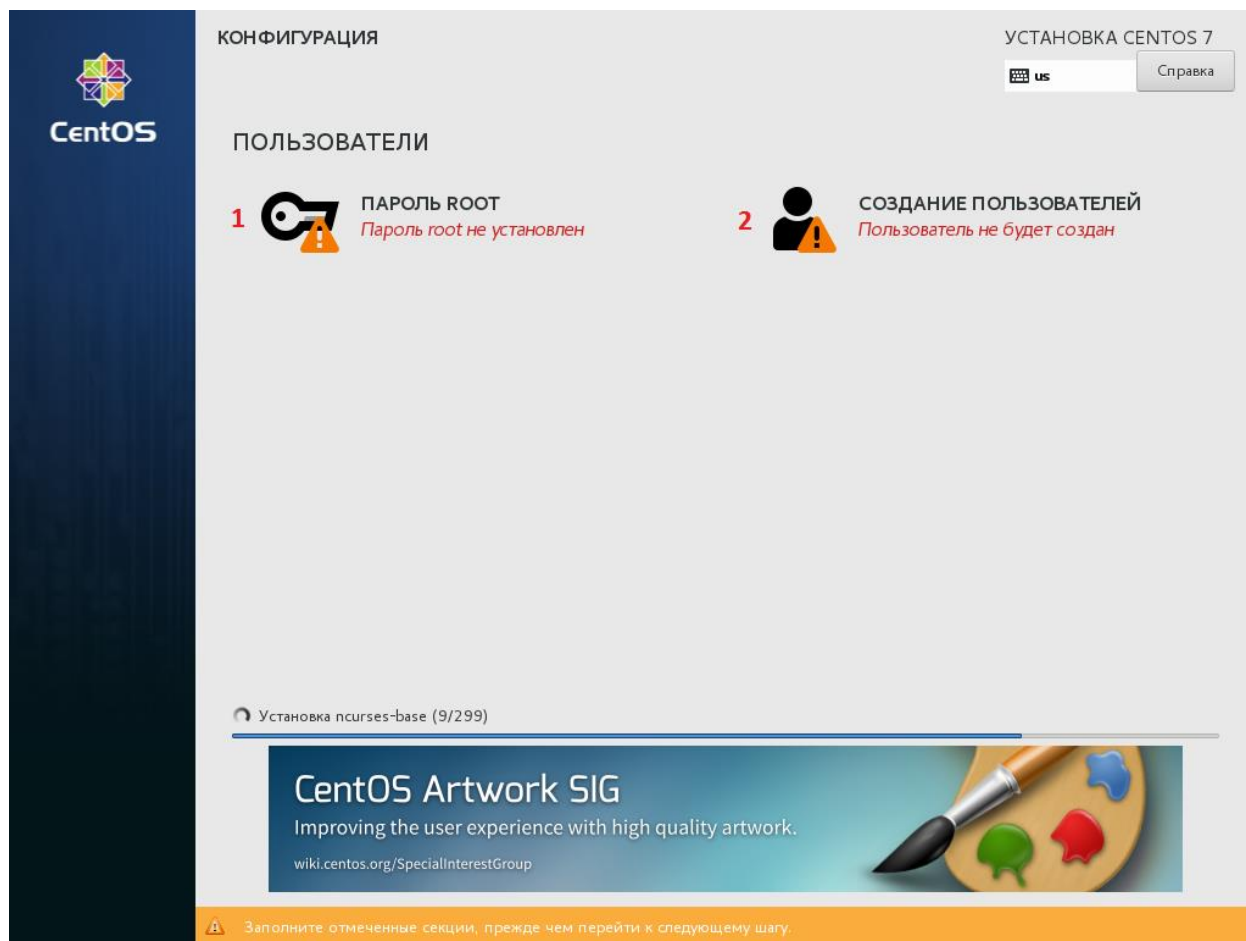 CentOS
КОНФИГУРАЦИЯ
УСТАНОВКА CENTOS 7
us
Справка
ПОЛЬЗОВАТЕЛИ
1
ПАРОЛЬ ROOT
Пароль root не установлен
2
СОЗДАНИЕ ПОЛЬЗОВАТЕЛЕЙ
Пользователь не будет создан
Установка ncurses-base (9/299)
CentOS Artwork SIG
Improving the user experience with high quality artwork.
wiki.centos.org/SpecialInterestGroup
Заполните отмеченные секции, прежде чем перейти к следующему шагу.